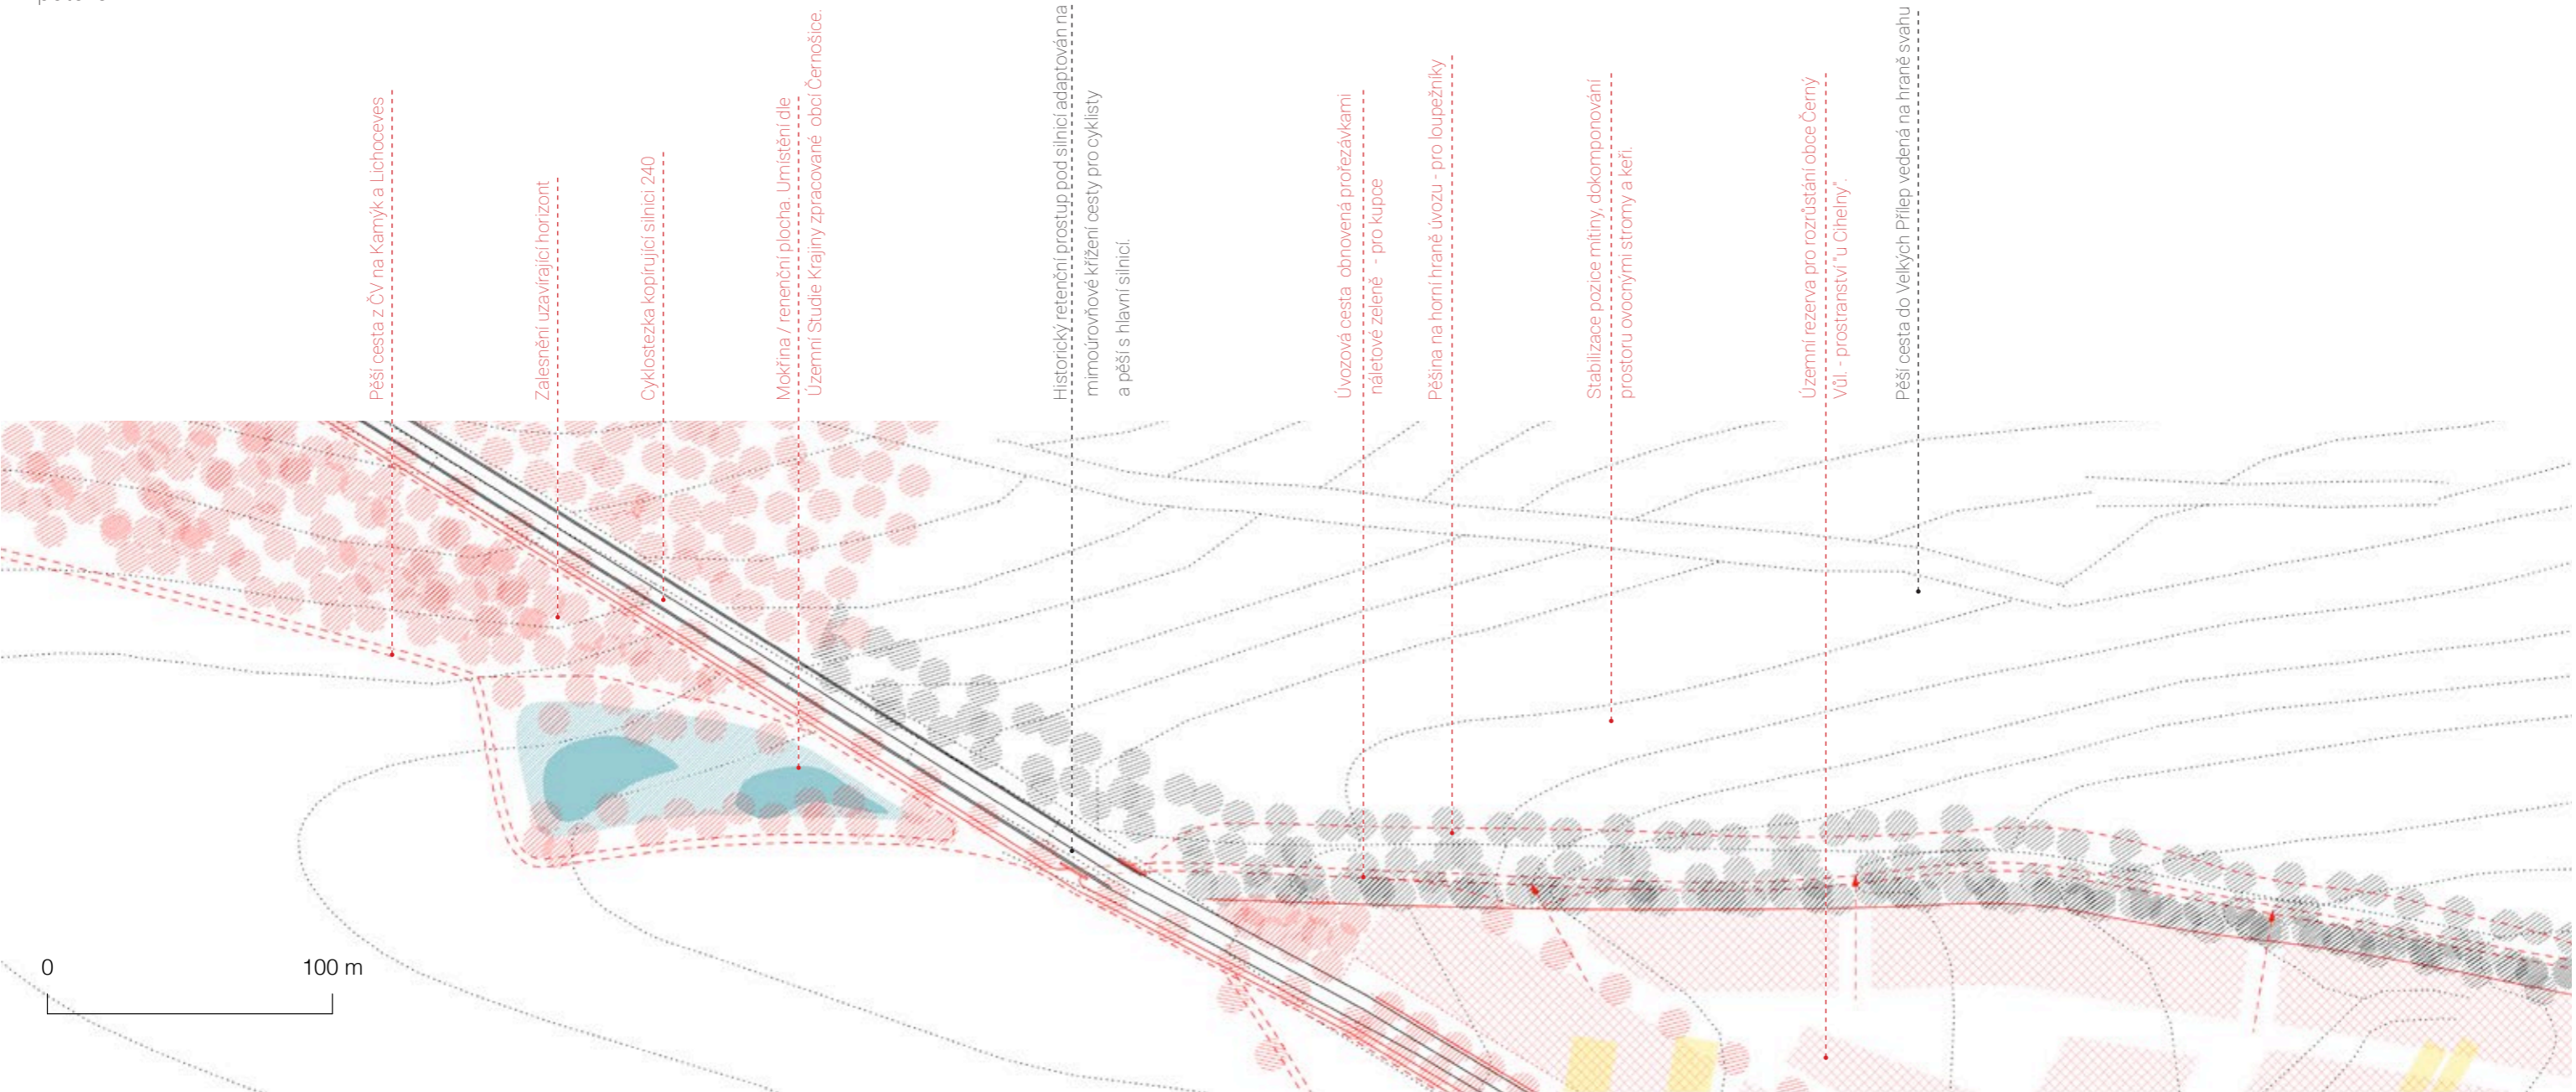 Pěší cesta z ČV na Kamýk a Lichoceves
Zalesnění uzavírající horizont
Cyklostezka kopírující silnici 240
Mokřina / renenční plocha. Umístění dle
Územní Studie Krajiny zpracované obcí Černošice.
Historický retenční prostup pod silnicí adaptován na
mimoúrovňové křížení cesty pro cyklisty
a pěší s hlavní silnicí.
Úvozová cesta obnovená prořezávkami
náletové zeleně - pro kupce
Pěšina na horní hraně úvozu - pro loupežníky
Stabilizace pozice mítiny, dokomponování
prostoru ovocnými stromy a keři.
Územní rezerva pro rozrůstání obce Černý
Vůl. - prostranství "u Cihelny".
Pěší cesta do Velkých Přílep vedená na hraně svahu
0 100 m